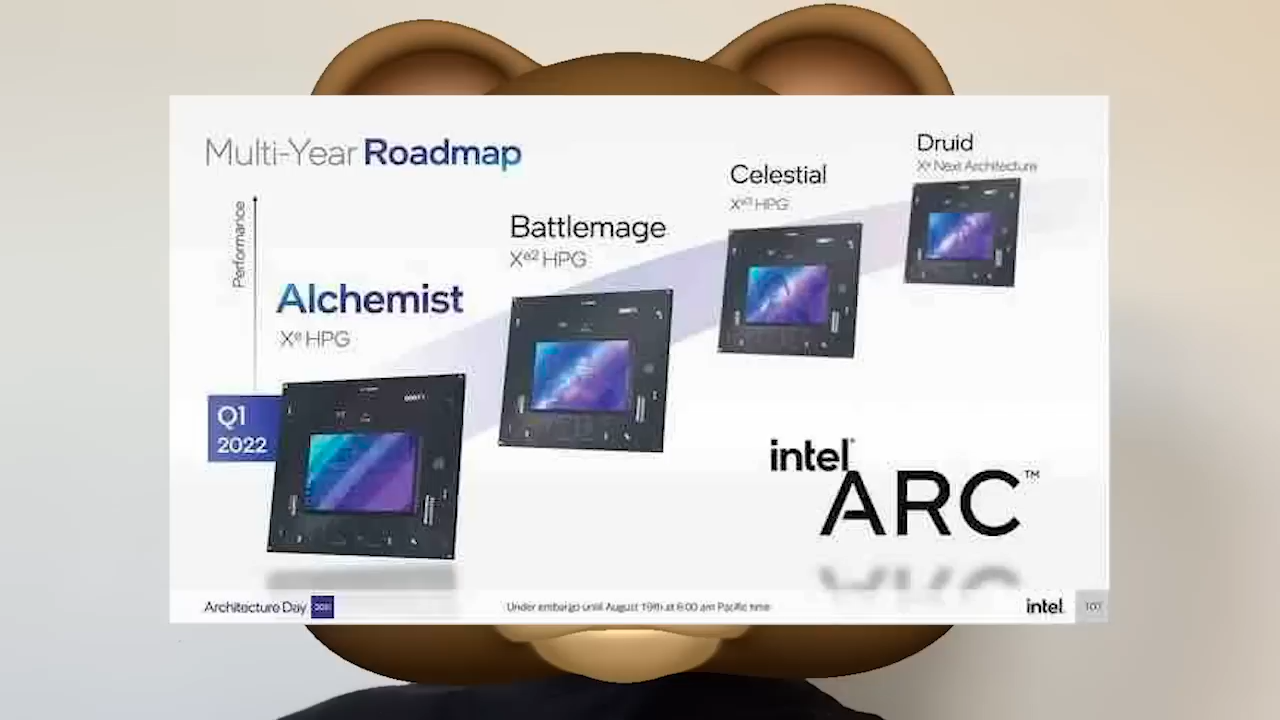 Multi-Year Roadmap
Performance
Q1
2022
Alchemist
Xe HPG
Battlemage
Xe2 HPG
Celestial
Xe3 HPG
Druid
Xe Next Architecture
intel
ARC™
Architecture Day 2021
Under embargo until August 19th at 6:00 am Pacific time
intel